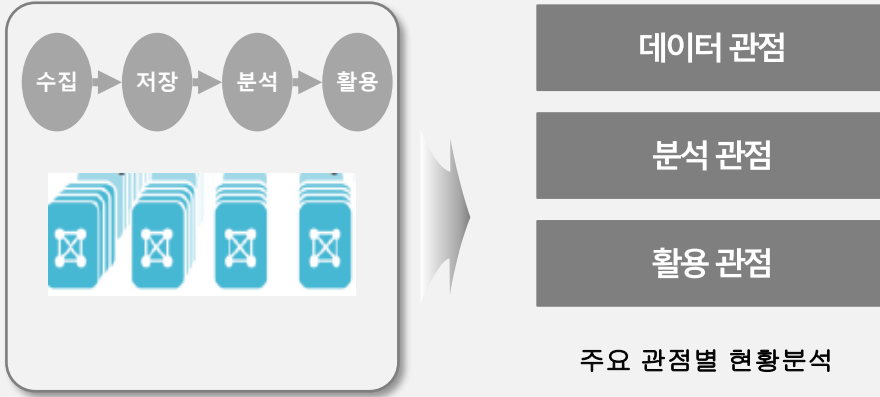 수집
저장
분석
활용
데이터 관점
분석 관점
활용 관점
주요 관점별 현황분석